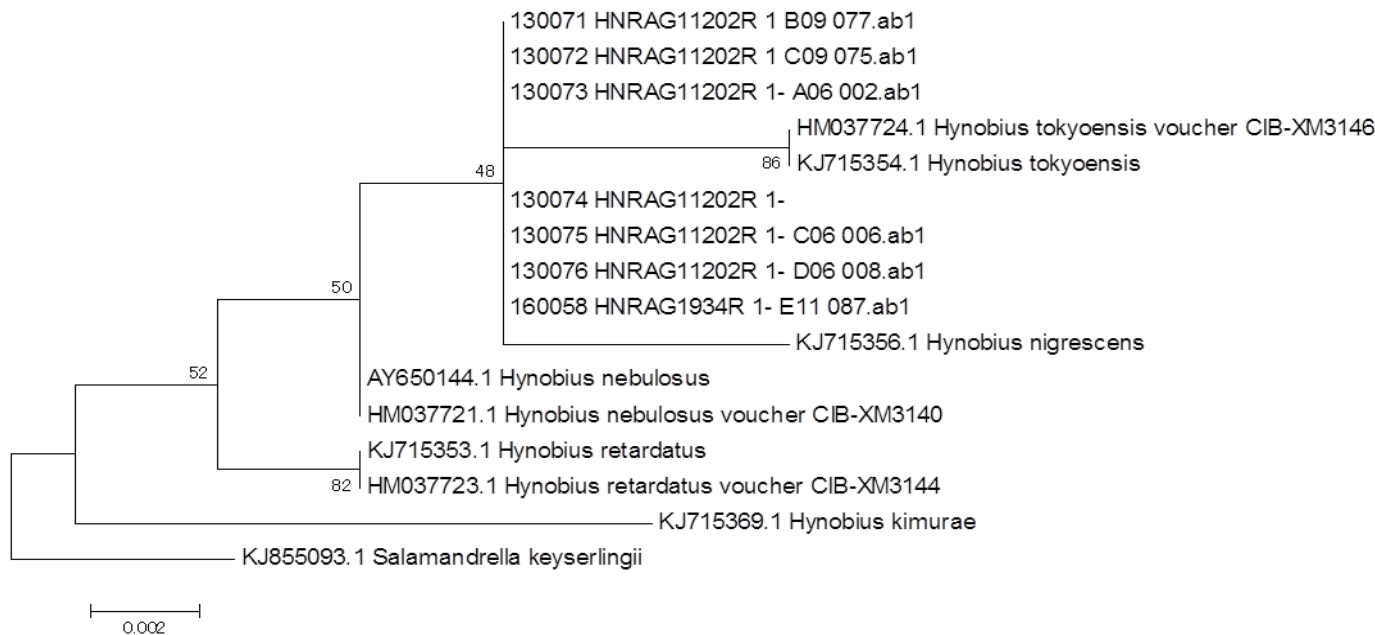 130071 HNRAG11202R 1 B09 077.ab1
130072 HNRAG11202R 1 C09 075.ab1
130073 HNRAG11202R 1- A06 002.ab1
HM037724.1 Hynobius tokyoensis voucher CIB-XM3146
86
KJ715354.1 Hynobius tokyoensis
48
130074 HNRAG11202R 1-
130075 HNRAG11202R 1- C06 006.ab1
130076 HNRAG11202R 1- D06 008.ab1
50
160058 HNRAG1934R 1- E11 087.ab1
KJ715356.1 Hynobius nigrescens
52
AY650144.1 Hynobius nebulosus
HM037721.1 Hynobius nebulosus voucher CIB-XM3140
KJ715353.1 Hynobius retardatus
82
HM037723.1 Hynobius retardatus voucher CIB-XM3144
KJ715369.1 Hynobius kimurae
KJ855093.1 Salamandrella keyserlingii
0.002